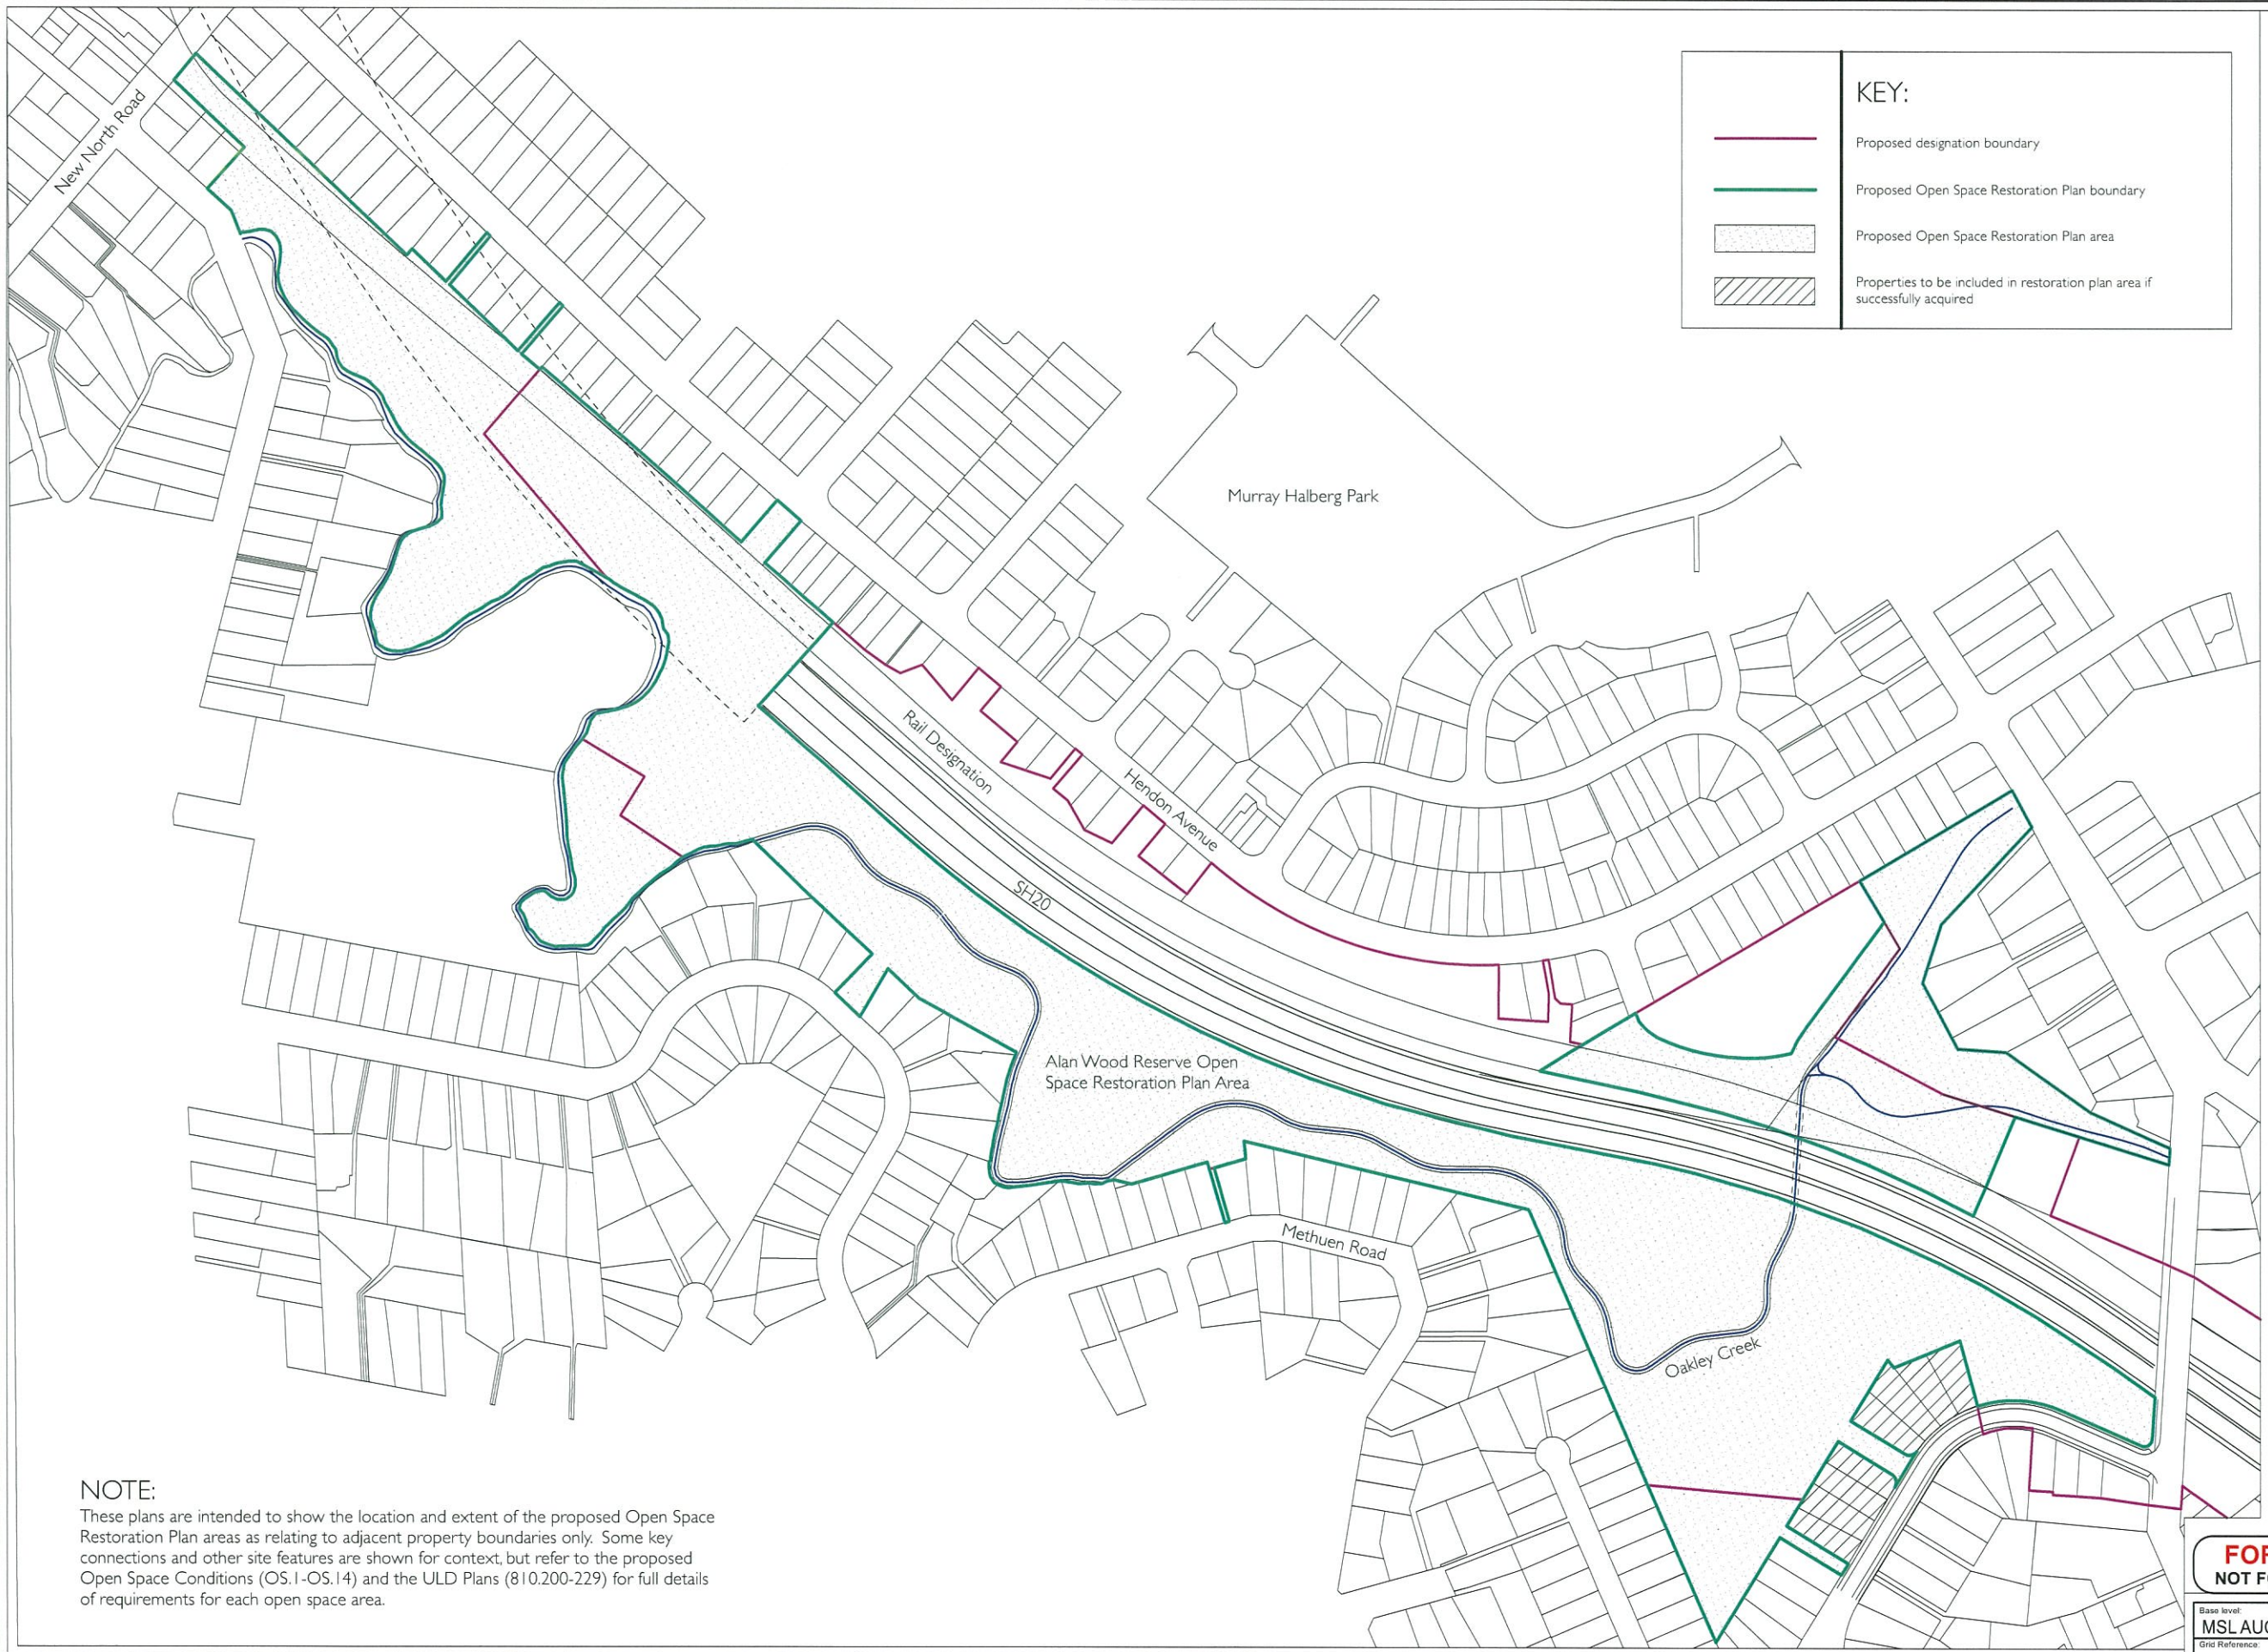 KEY:
Proposed designation boundary
Proposed Open Space Restoration Plan boundary
Proposed Open Space Restoration Plan area
Properties to be included in restoration plan area if
successfully acquired
New North Road
Murray Halberg Park
Rail Designation
Hendon Avenue
SH20
Alan Wood Reserve Open
Space Restoration Plan Area
Methuen Road
Oakley Creek
NOTE:
These plans are intended to show the location and extent of the proposed Open Space
Restoration Plan areas as relating to adjacent property boundaries only. Some key
connections and other site features are shown for context, but refer to the proposed
Open Space Conditions (OS.1-OS.14) and the ULD Plans (810.200-229) for full details
of requirements for each open space area.
NOT
Base level:
MSL
Grid Reference: